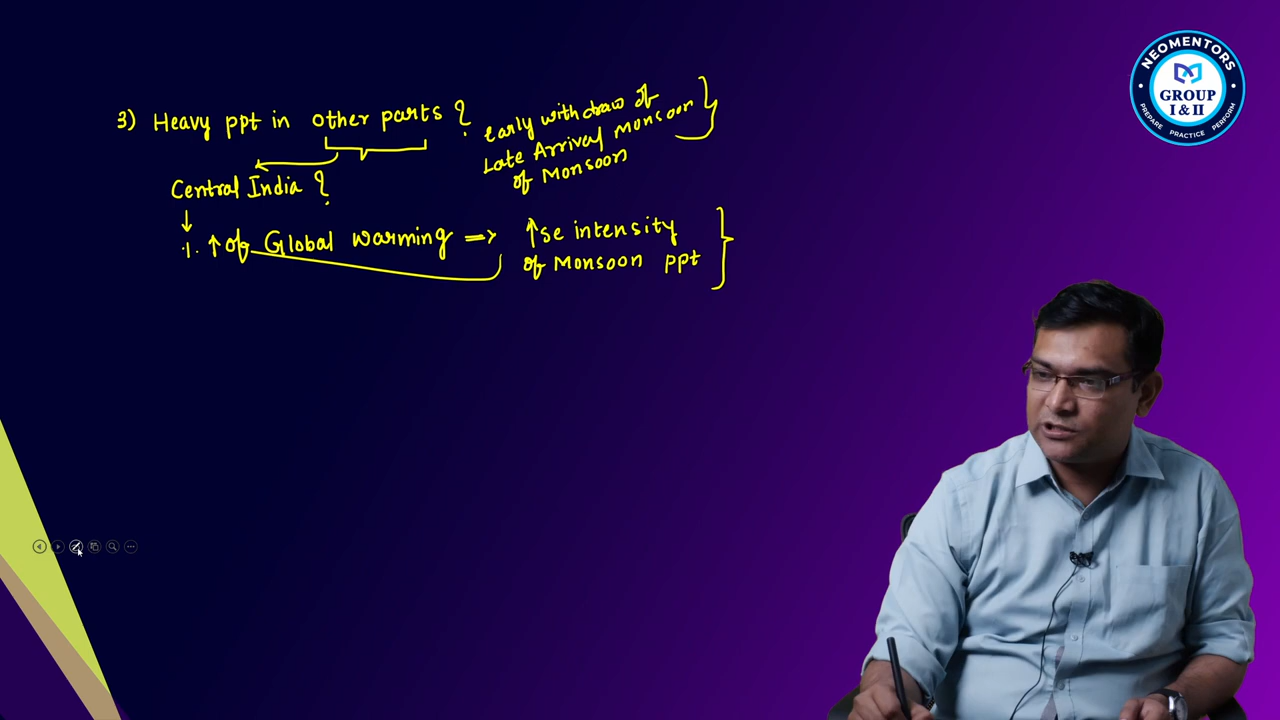 3) Heavy ppt in other parts ?
early withdraw of
Late Arrival monsoon
of Monsoon
Central India ?
↓
1. ↑ of Global Warming => ↑se intensity
of Monsoon ppt
NEOMENTORS
GROUP
I & II
PREPARE PRACTICE PERFORM